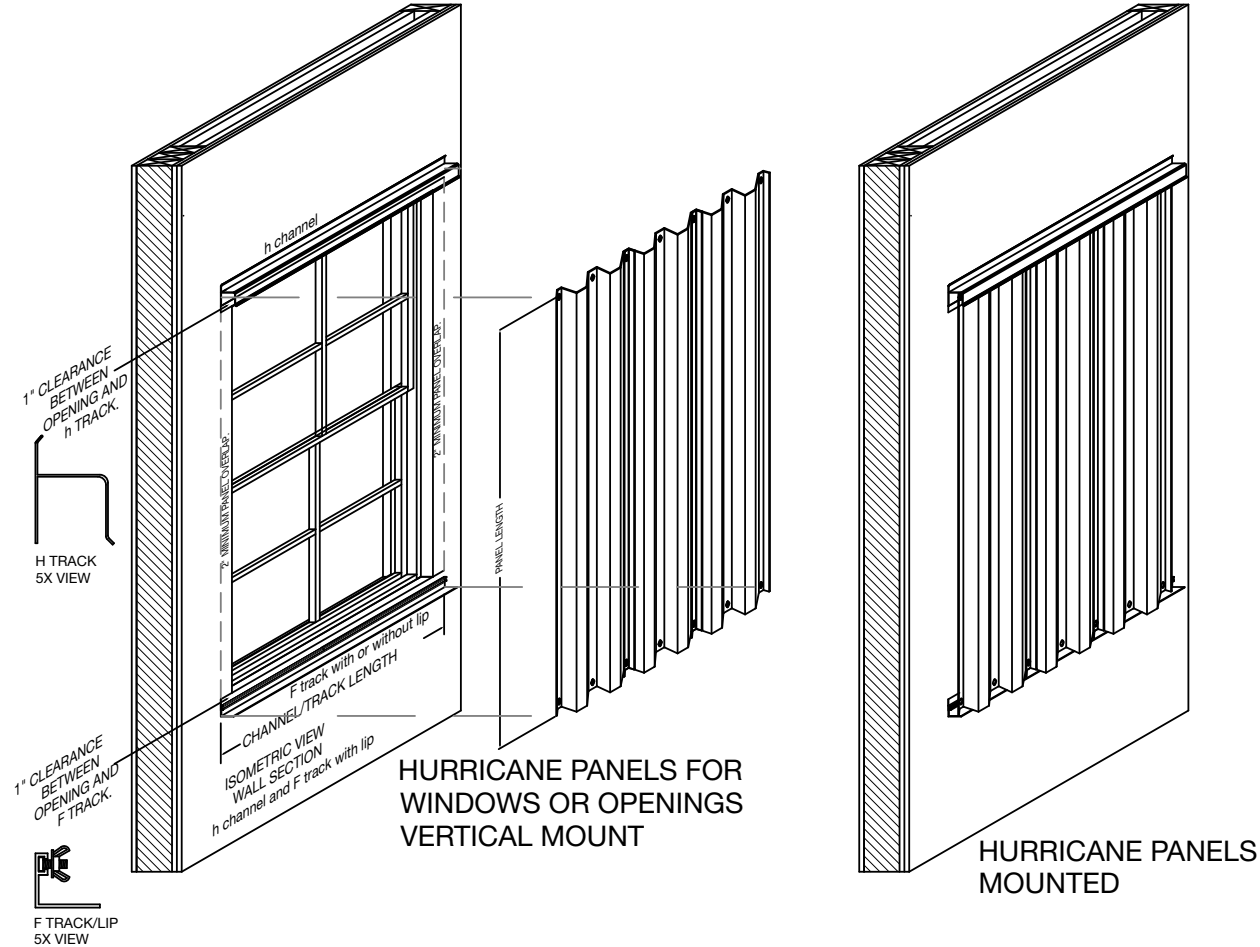 h channel
1" CLEARANCE
BETWEEN
OPENING AND
h TRACK.
H TRACK
5X VIEW
2" MINIMUM PANEL OVERLAP.
2" MINIMUM PANEL OVERLAP.
PANEL LENGTH
F track with or without lip
CHANNEL/TRACK LENGTH
ISOMETRIC VIEW
WALL SECTION
h channel and F track with lip
1" CLEARANCE
BETWEEN
OPENING AND
F TRACK.
F TRACK/LIP
5X VIEW
HURRICANE PANELS FOR
WINDOWS OR OPENINGS
VERTICAL MOUNT
HURRICANE PANELS
MOUNTED